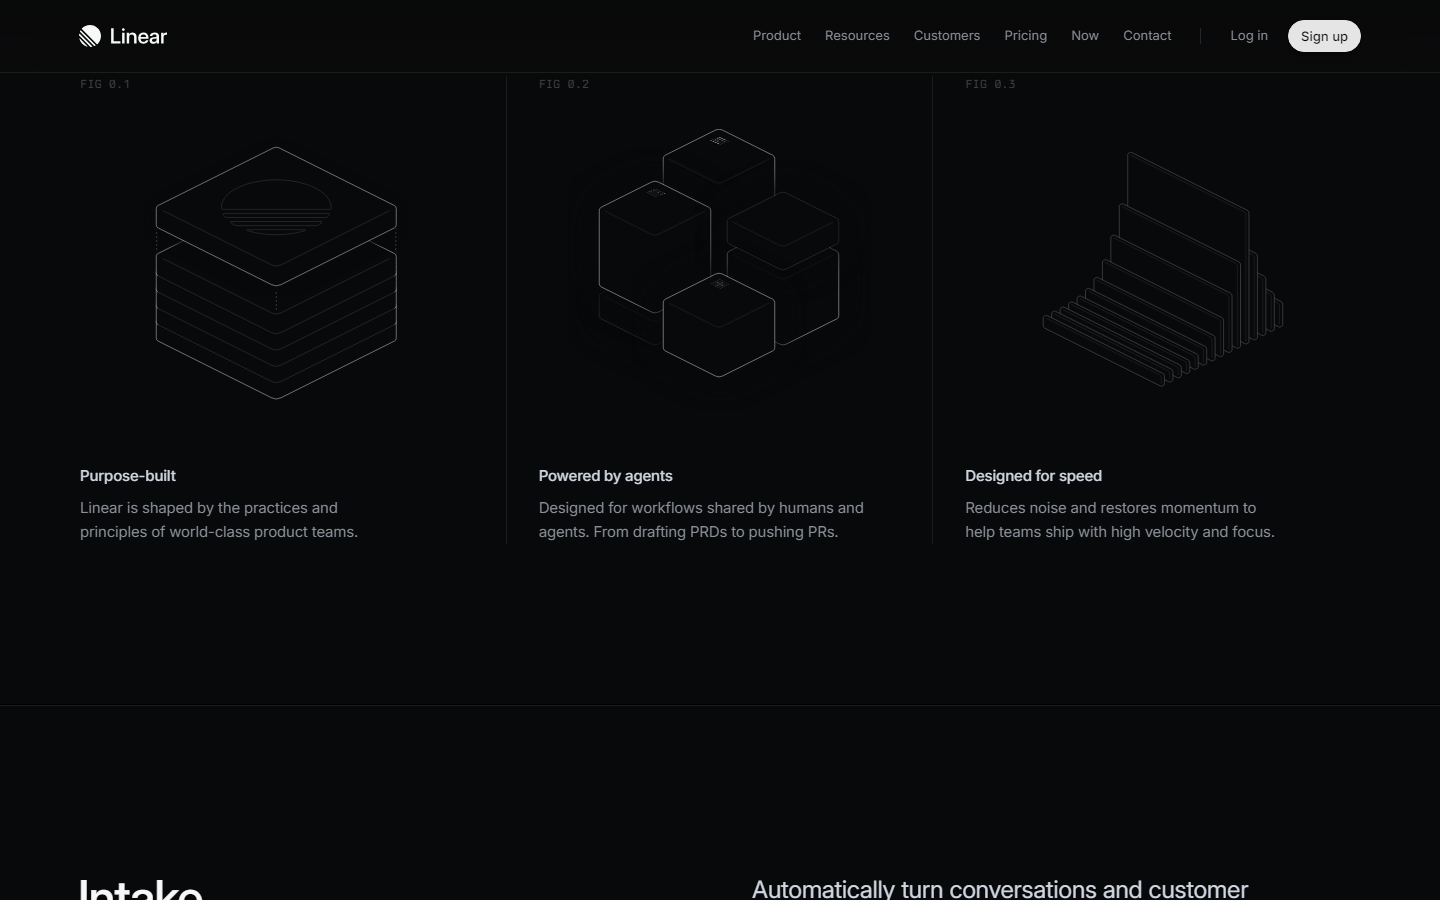 Linear
Product
Resources
Customers
Pricing
Now
Contact
Log in
Sign up
FIG 0.1
FIG 0.2
FIG 0.3
Purpose-built
Linear is shaped by the practices and
principles of world-class product teams.
Powered by agents
Designed for workflows shared by humans and
agents. From drafting PRDs to pushing PRs.
Designed for speed
Reduces noise and restores momentum to
help teams ship with high velocity and focus.
Intake
Automatically turn conversations and customer